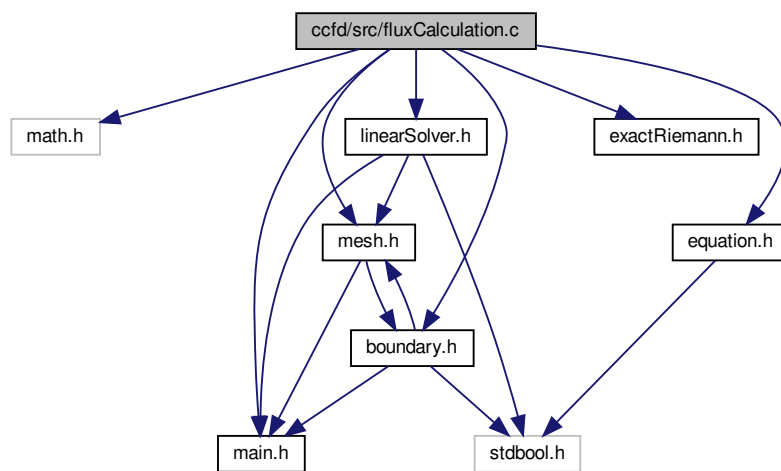 ccfd/src/fluxCalculation.c
math.h
linearSolver.h
exactRiemann.h
mesh.h
equation.h
boundary.h
main.h
stdbool.h